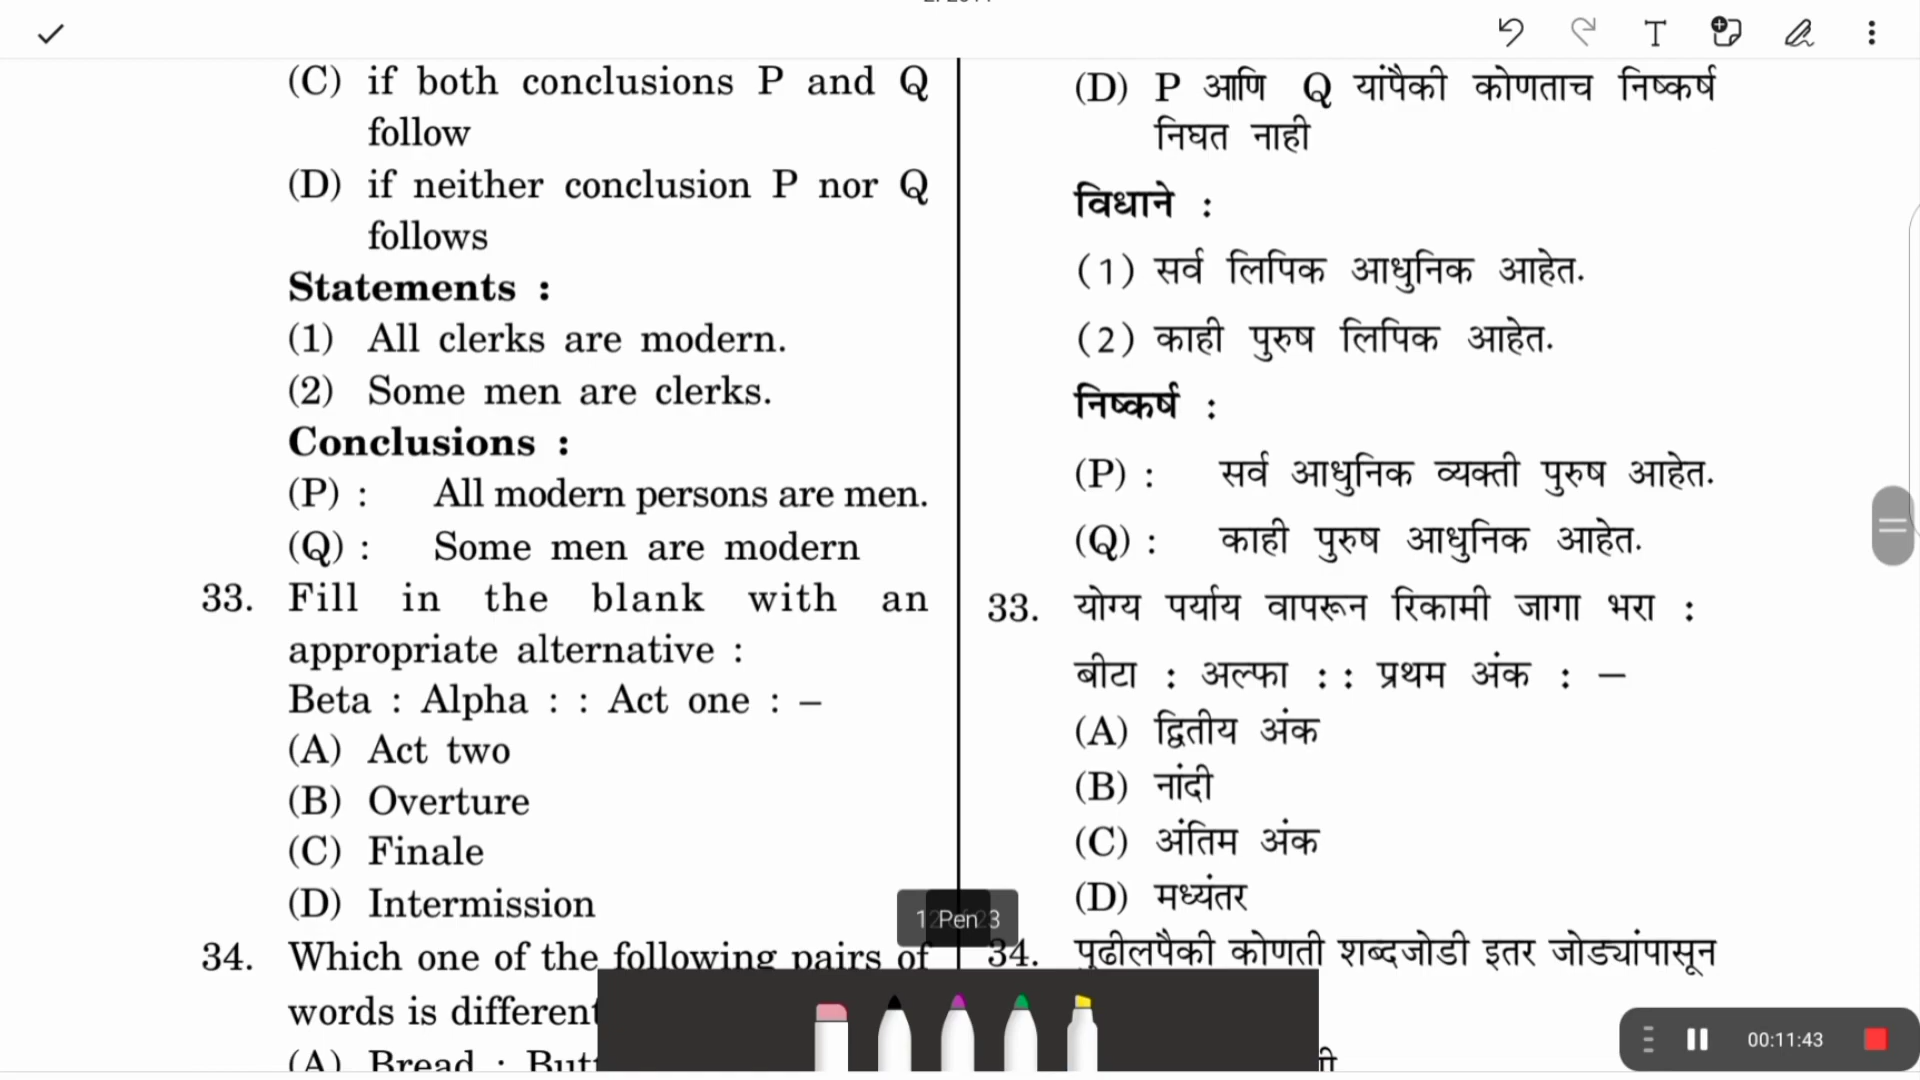 (C) if both conclusions P and Q
follow
(D) if neither conclusion P nor Q
follows
Statements :
(1) All clerks are modern.
(2) Some men are clerks.
Conclusions :
(P) : All modern persons are men.
(Q) : Some men are modern
33. Fill in the blank with an
appropriate alternative :
Beta : Alpha : : Act one : –
(A) Act two
(B) Overture
(C) Finale
(D) Intermission
34. Which one of the following pairs of
words is different
(A) Bread :
(D) P आणि Q यांपैकी कोणताच निष्कर्ष
निघत नाही
विधाने :
(1) सर्व लिपिक आधुनिक आहेत.
(2) काही पुरुष लिपिक आहेत.
निष्कर्ष :
(P) : सर्व आधुनिक व्यक्ती पुरुष आहेत.
(Q) : काही पुरुष आधुनिक आहेत.
33. योग्य पर्याय वापरून रिकामी जागा भरा :
बीटा : अल्फा : : प्रथम अंक : –
(A) द्वितीय अंक
(B) नांदी
(C) अंतिम अंक
(D) मध्यंतर
34. पुढीलपैकी कोणती शब्दजोडी इतर जोड्यांपासून
Pen
00:11:43